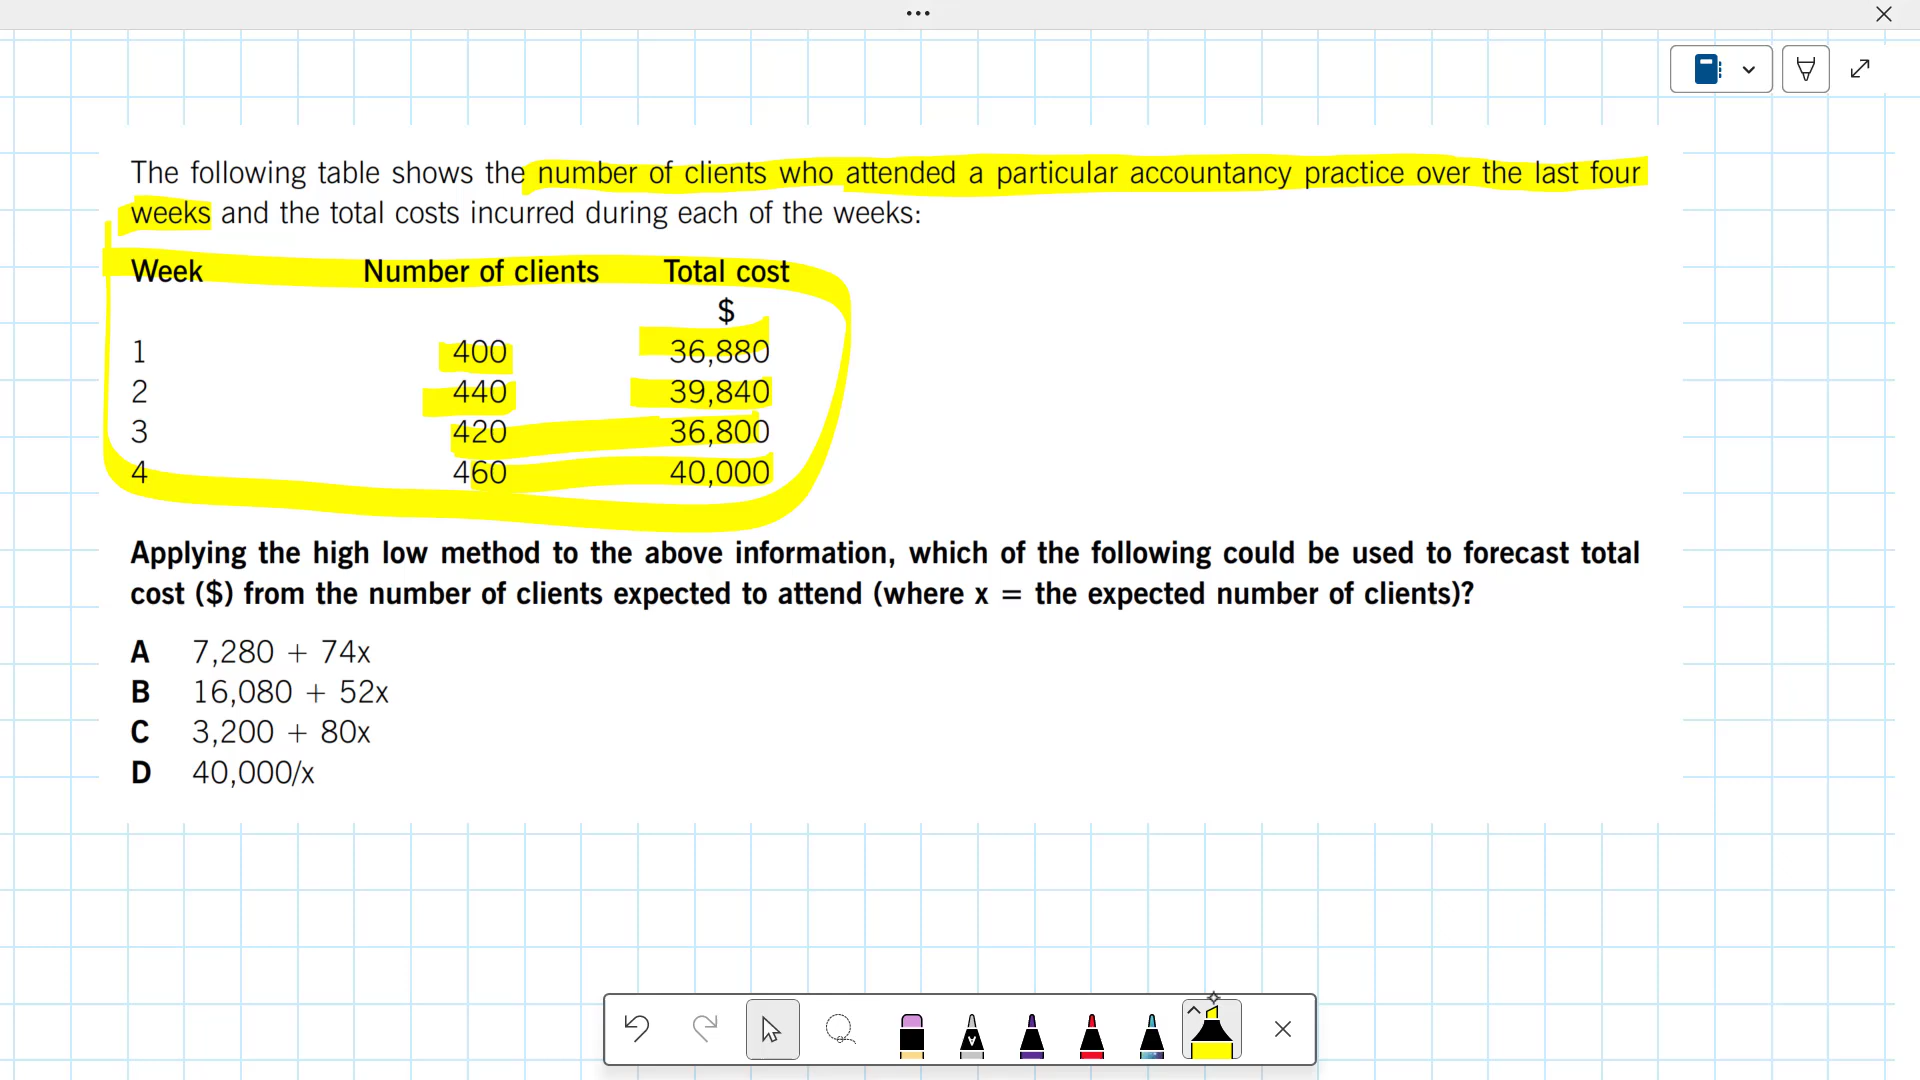 The following table shows the number of clients who attended a particular accountancy practice over the last four
weeks and the total costs incurred during each of the weeks:
Week Number of clients Total cost
$
1 400 36,880
2 440 39,840
3 420 36,800
4 460 40,000
Applying the high low method to the above information, which of the following could be used to forecast total
cost ($) from the number of clients expected to attend (where x = the expected number of clients)?
A 7,280 + 74x
B 16,080 + 52x
C 3,200 + 80x
D 40,000/x